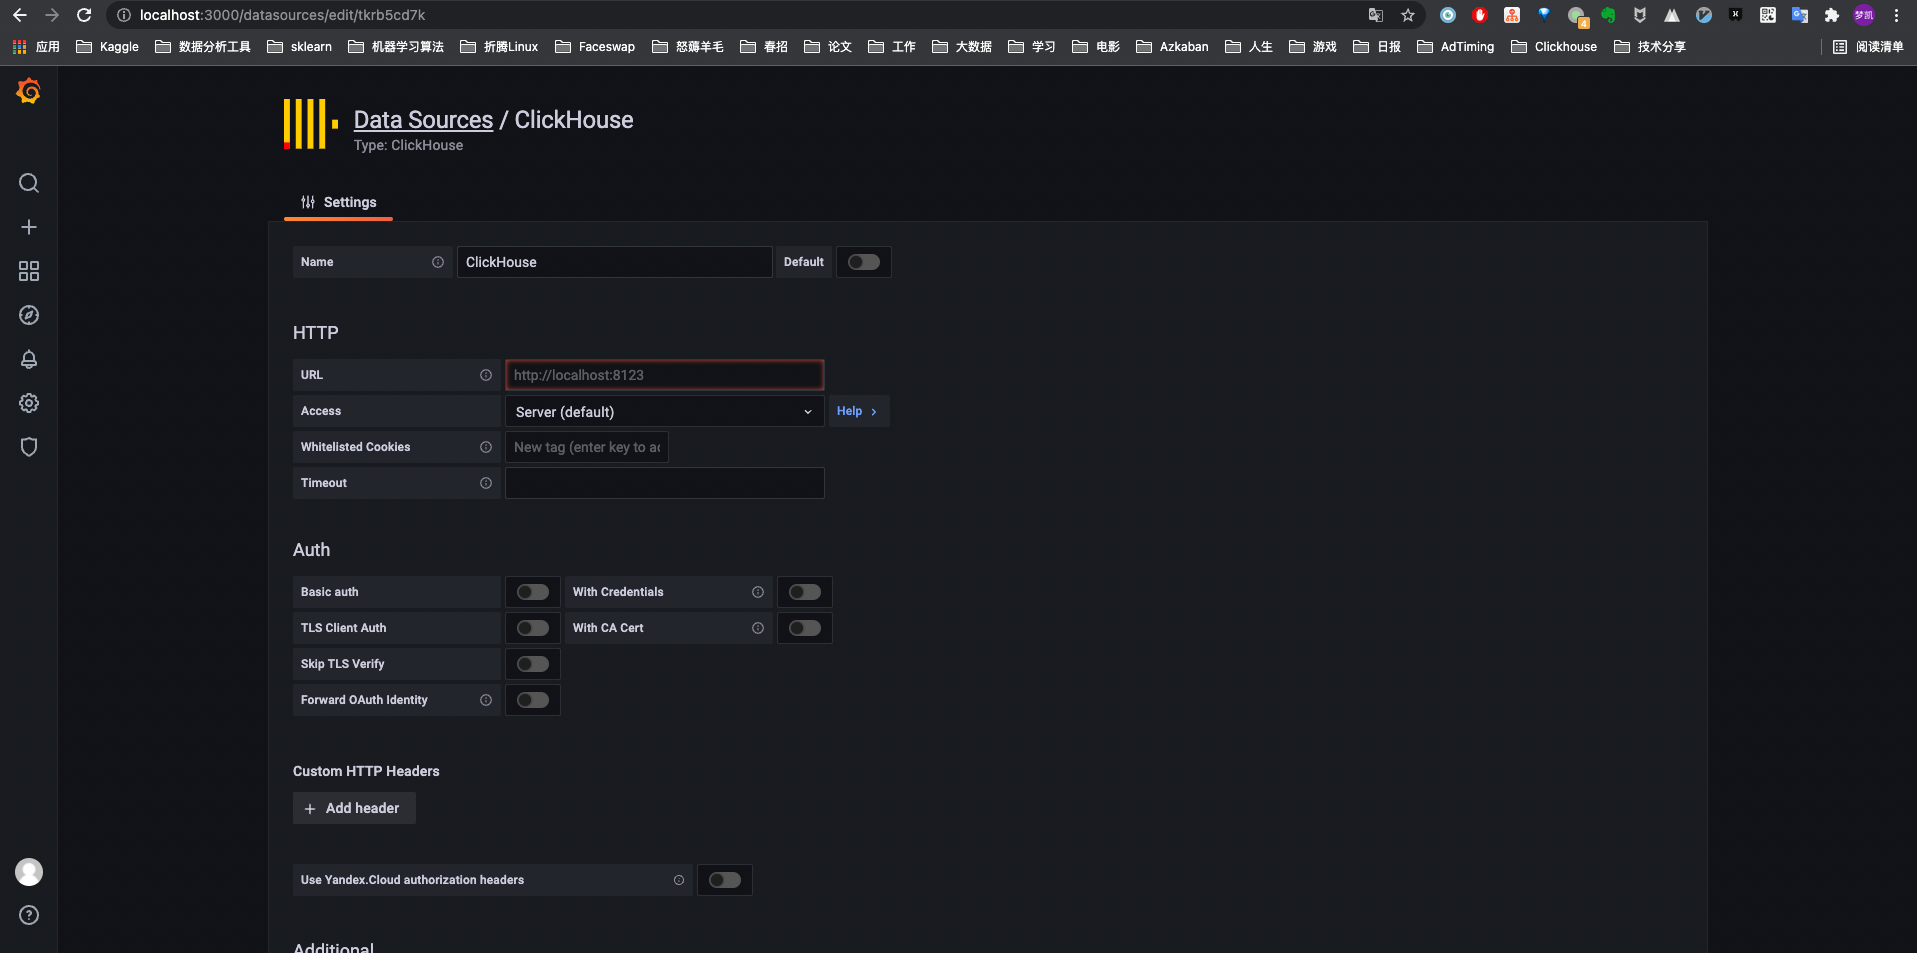 localhost:3000/datasources/edit/tkrb5cd7k
4
梦凯
应用 Kaggle 数据分析工具 sklearn 机器学习算法 折腾Linux Faceswap 怒薅羊毛 春招 论文 工作 大数据 学习 电影 Azkaban 人生 游戏 日报 AdTiming Clickhouse 技术分享 阅读清单
Data Sources / ClickHouse
Type: ClickHouse
Settings
Name ClickHouse Default
HTTP
URL http://localhost:8123
Access Server (default) Help
Whitelisted Cookies New tag (enter key to ac
Timeout
Auth
Basic auth With Credentials
TLS Client Auth With CA Cert
Skip TLS Verify
Forward OAuth Identity
Custom HTTP Headers
+ Add header
Use Yandex.Cloud authorization headers
Additional